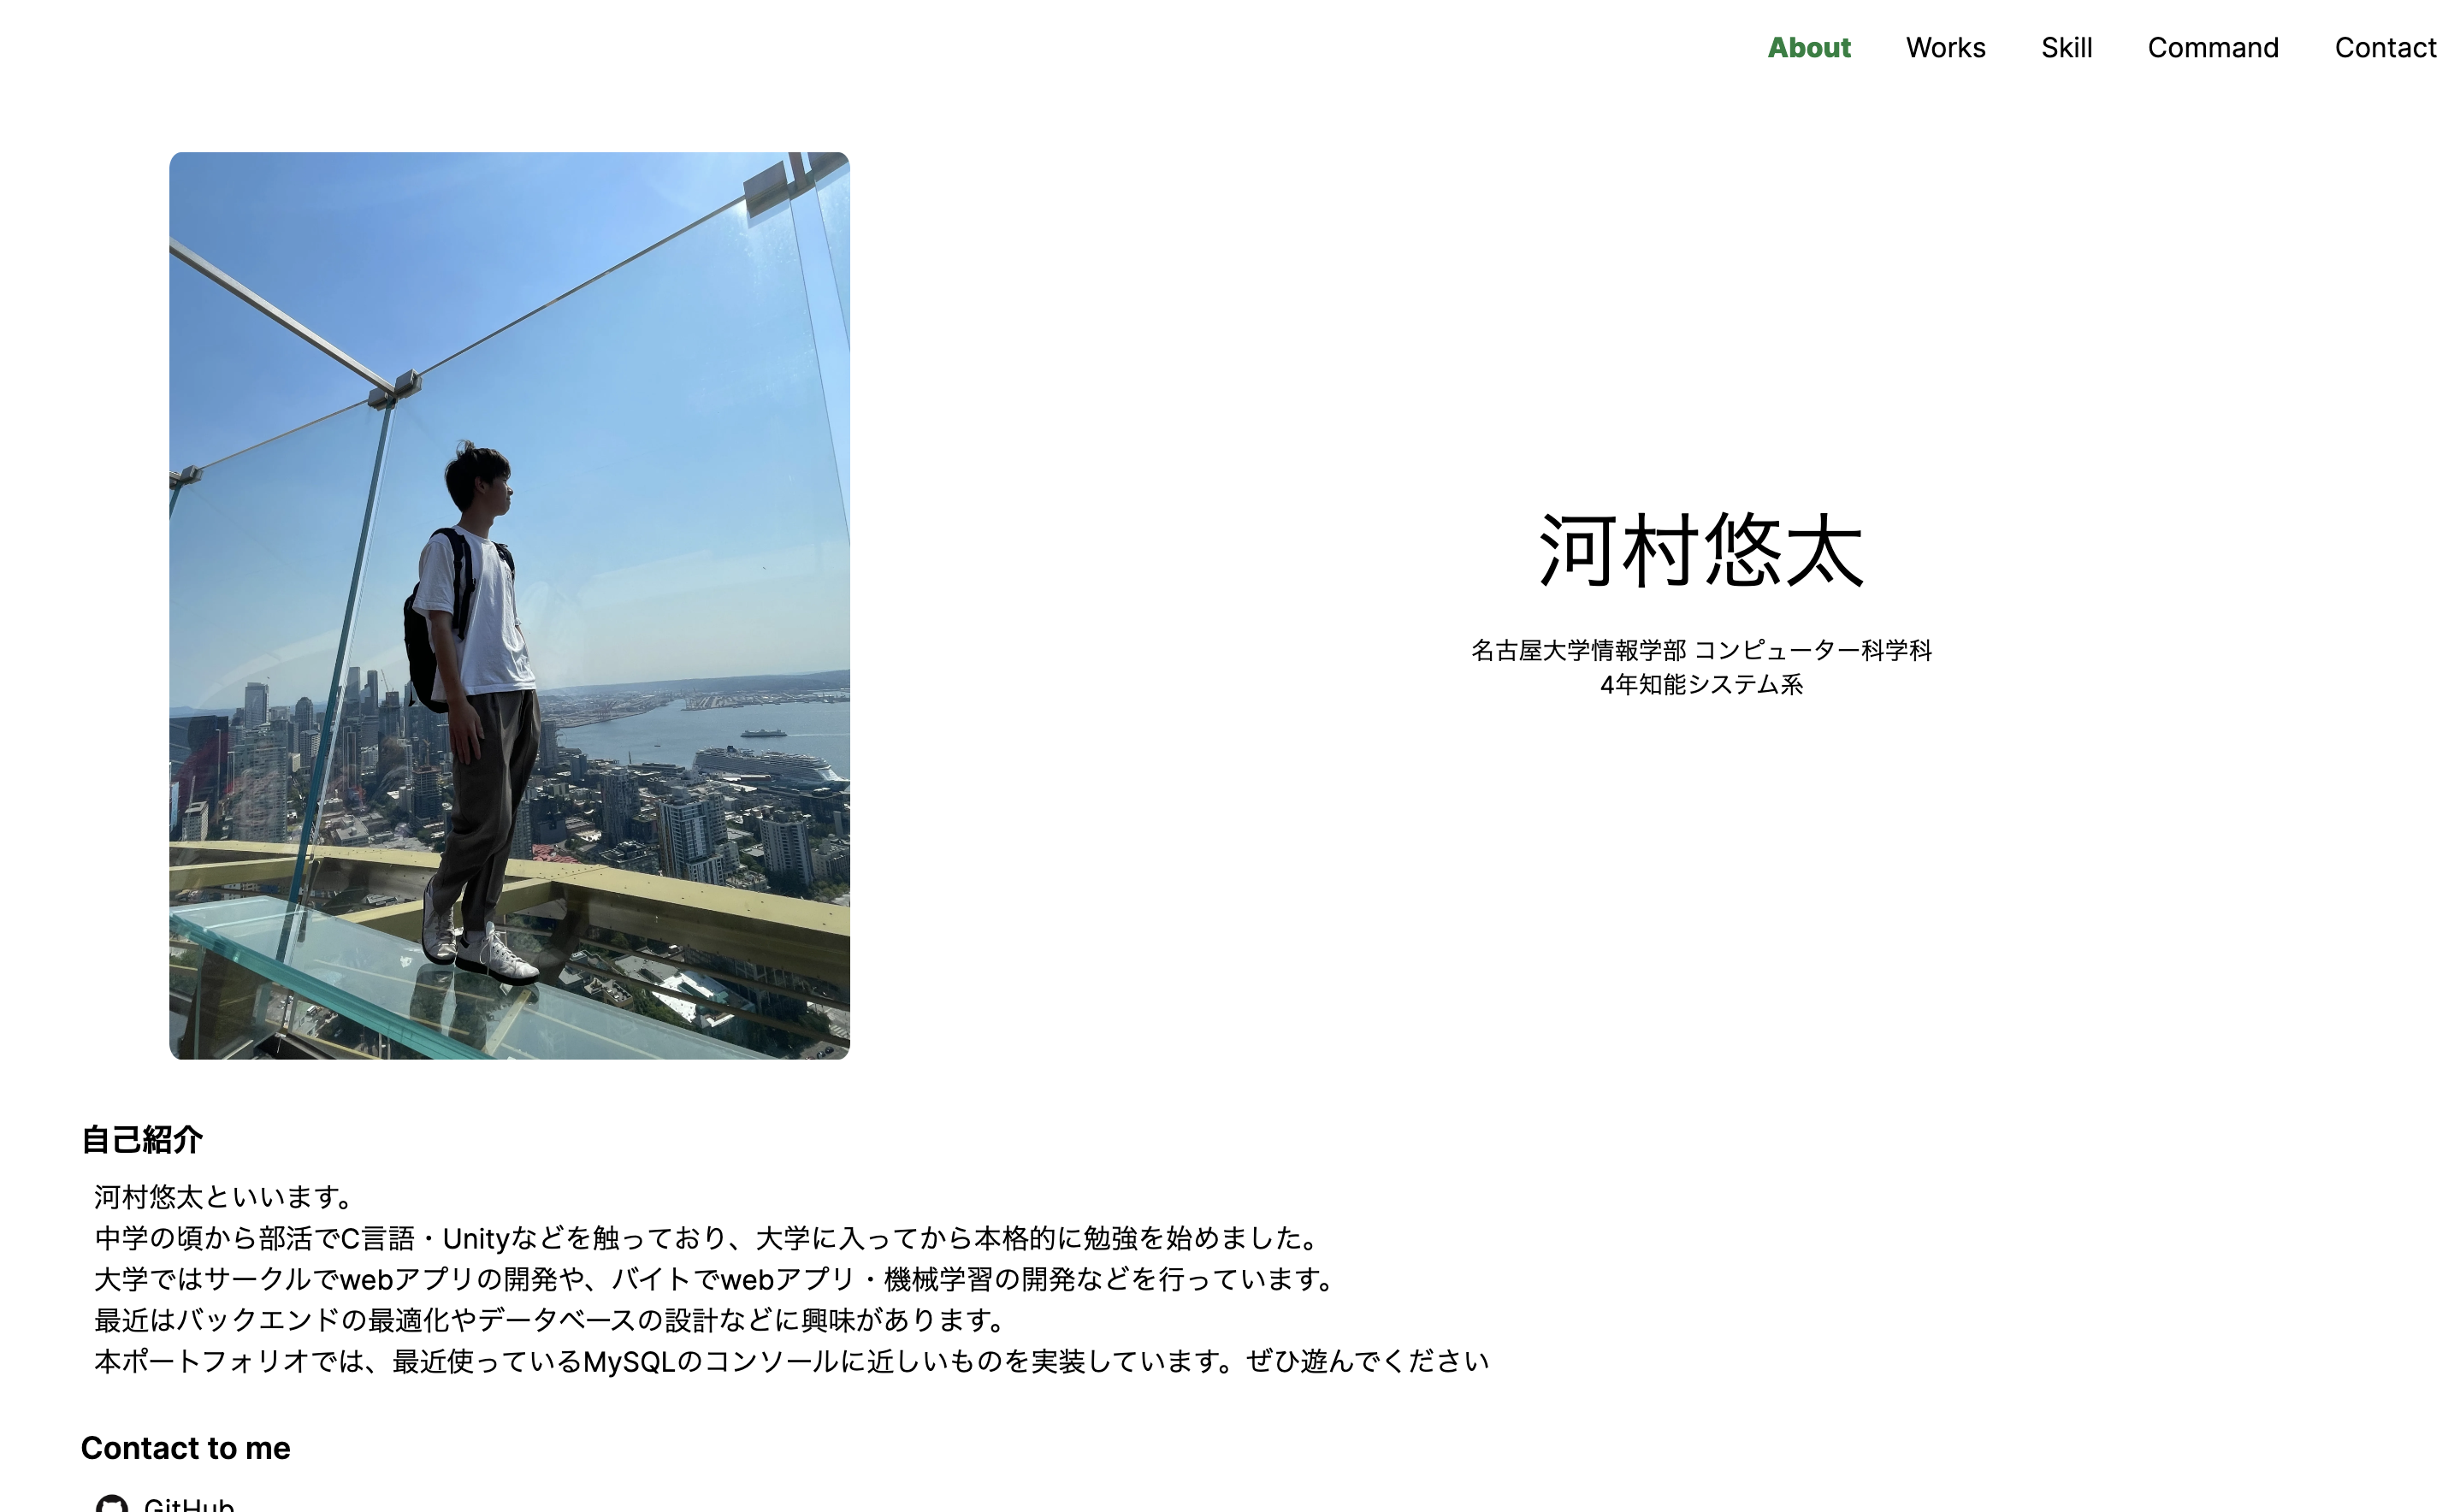 About Works Skill Command Contact
河村悠太
名古屋大学情報学部 コンピューター科学科
4年知能システム系
自己紹介
河村悠太といいます。
中学の頃から部活でC言語・Unityなどを触っており、大学に入ってから本格的に勉強を始めました。
大学ではサークルでwebアプリの開発や、バイトでwebアプリ・機械学習の開発などを行っています。
最近はバックエンドの最適化やデータベースの設計などに興味があります。
本ポートフォリオでは、最近使っているMySQLのコンソールに近しいものを実装しています。ぜひ遊んでください
Contact to me
GitHub